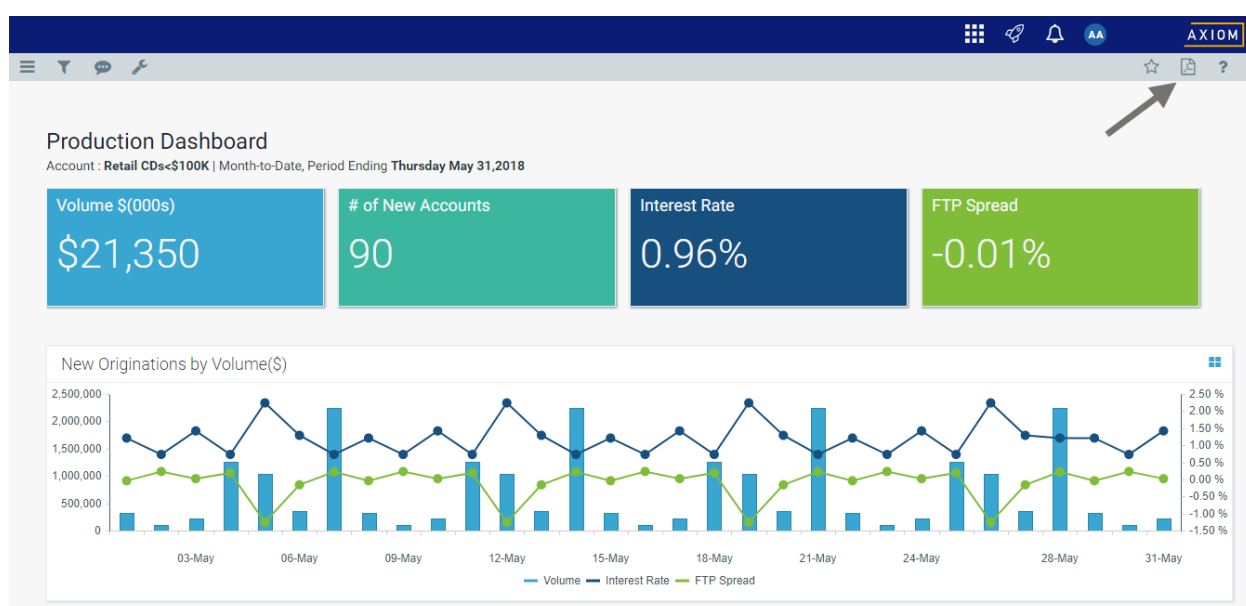 AA
AXIOM
?
Production Dashboard
Account : Retail CDs<$100K | Month-to-Date, Period Ending Thursday May 31,2018
Volume $(000s)
$21,350
# of New Accounts
90
Interest Rate
0.96%
FTP Spread
-0.01%
New Originations by Volume($)
2,500,000
2,000,000
1,500,000
1,000,000
500,000
0
2.50 %
2.00 %
1.50 %
1.00 %
0.50 %
0.00 %
-0.50 %
-1.00 %
-1.50 %
03-May 06-May 09-May 12-May 15-May 18-May 21-May 24-May 28-May 31-May
Volume Interest Rate FTP Spread